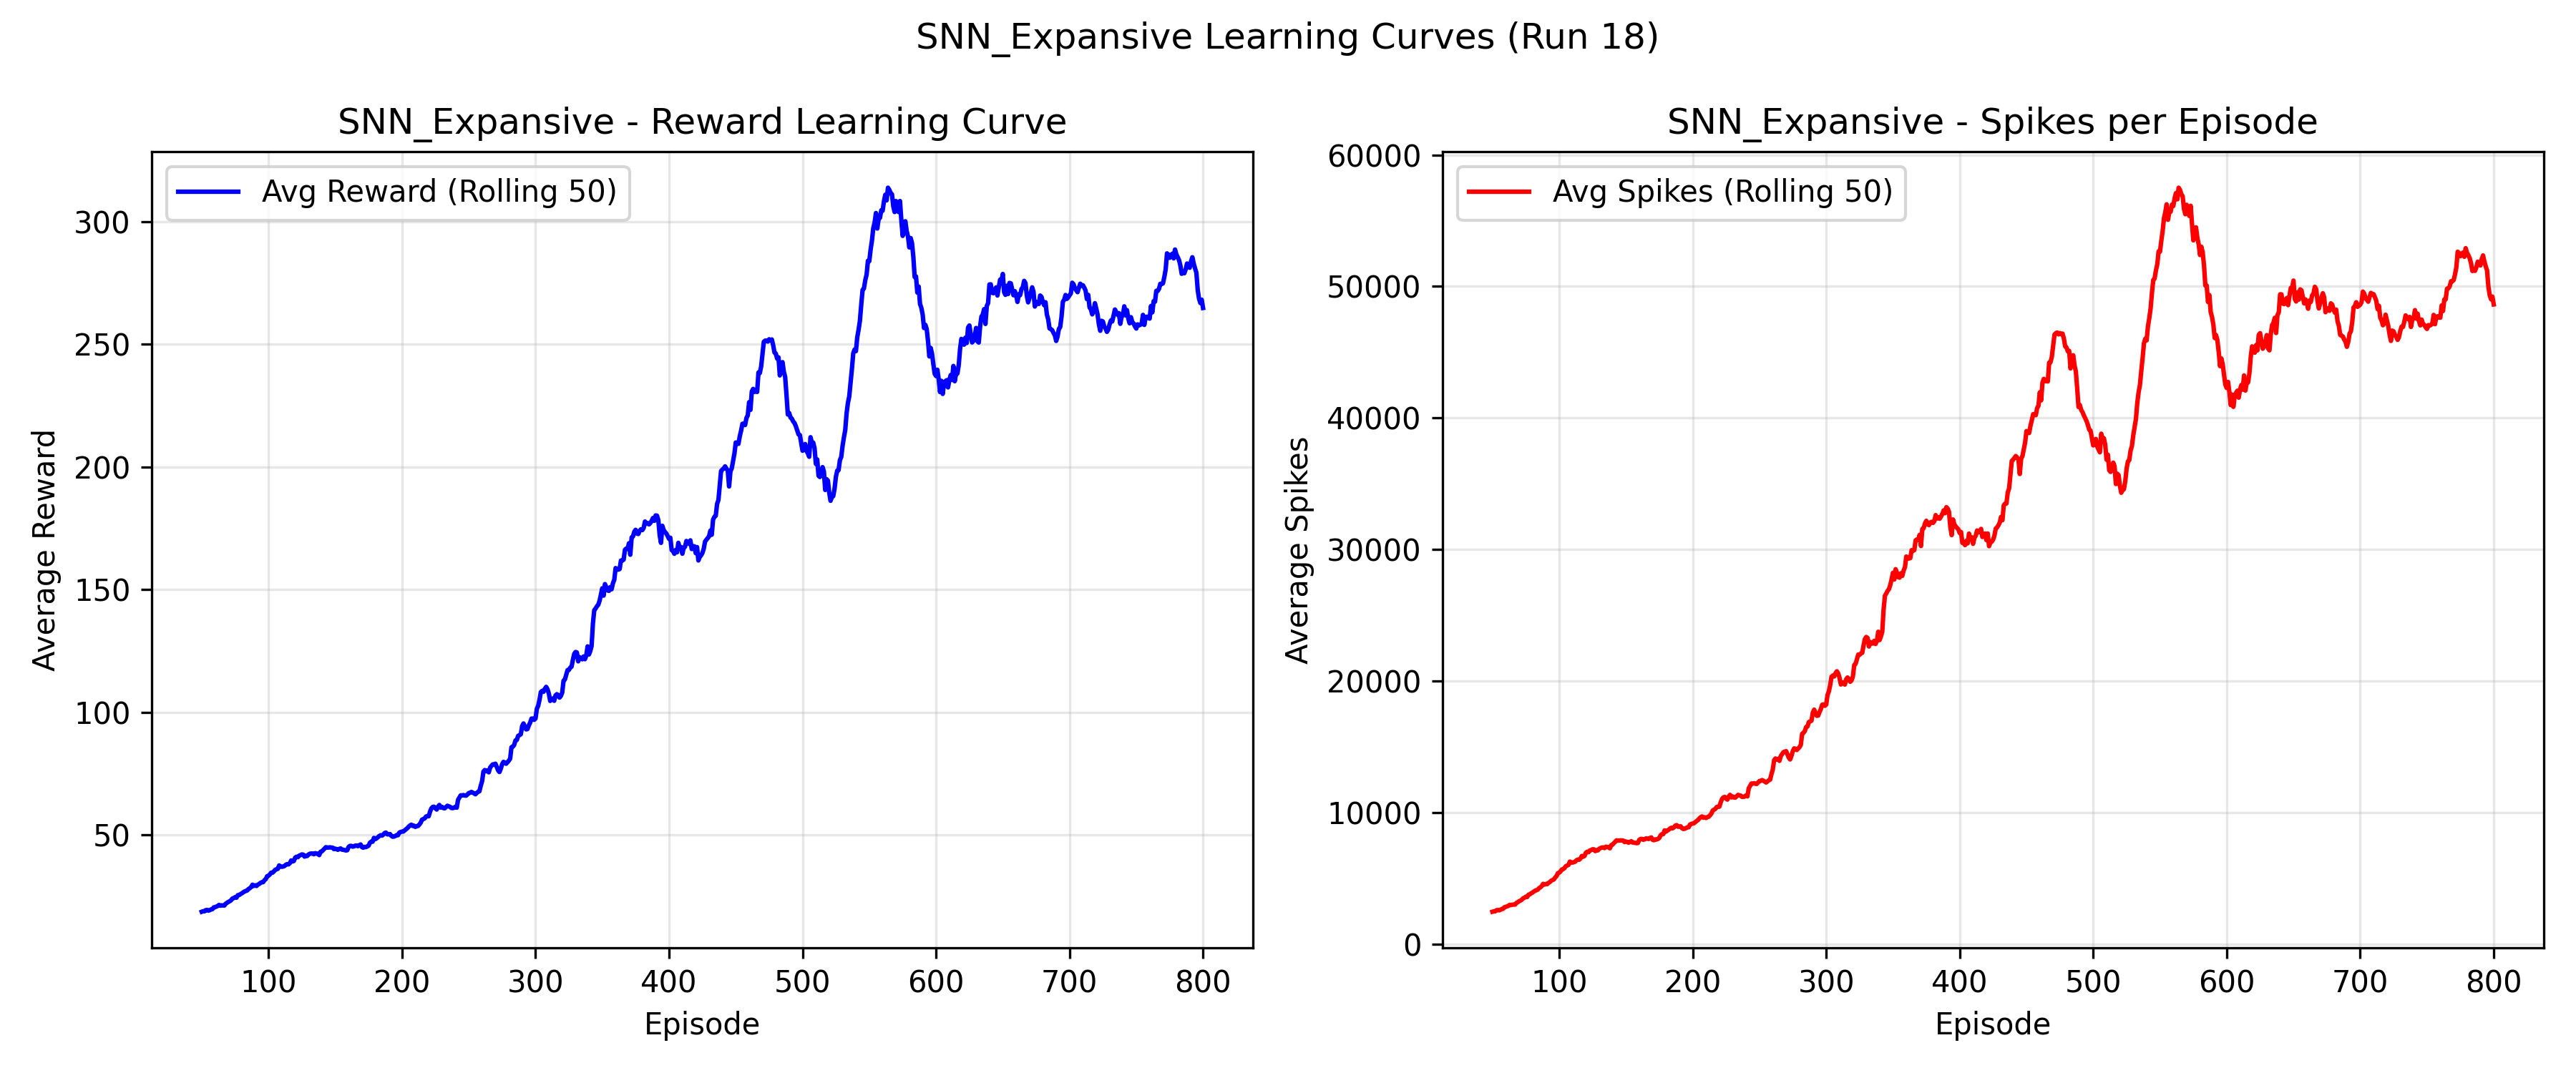 SNN_Expansive Learning Curves (Run 18)
SNN_Expansive - Reward Learning Curve
Avg Reward (Rolling 50)
300
250
200
150
100
50
Average Reward
100 200 300 400 500 600 700 800
Episode
SNN_Expansive - Spikes per Episode
Avg Spikes (Rolling 50)
60000
50000
40000
30000
20000
10000
0
Average Spikes
100 200 300 400 500 600 700 800
Episode